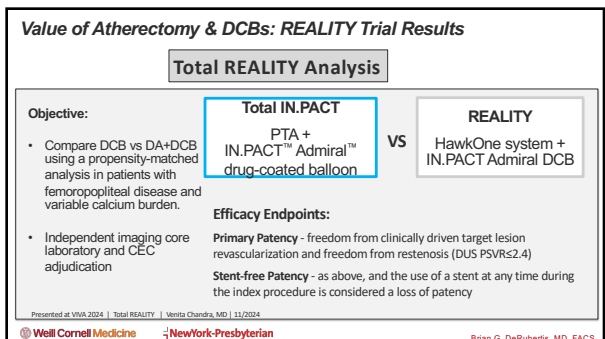 Value of Atherectomy & DCBs: REALITY Trial Results
Total REALITY Analysis
Objective:
• Compare DCB vs DA+DCB
using a propensity-matched
analysis in patients with
femoropopliteal disease and
variable calcium burden.
• Independent imaging core
laboratory and CEC
adjudication
Total IN.PACT
PTA +
IN.PACT™ Admiral™
drug-coated balloon
VS
REALITY
HawkOne system +
IN.PACT Admiral DCB
Efficacy Endpoints:
Primary Patency - freedom from clinically driven target lesion
revascularization and freedom from restenosis (DUS PSVR≤2.4)
Stent-free Patency - as above, and the use of a stent at any time during
the index procedure is considered a loss of patency
Presented at VIVA 2024 | Total REALITY | Venita Chandra, MD | 11/2024
Weill Cornell Medicine
NewYork-Presbyterian
Brian G. DeRubertis, MD, FACS